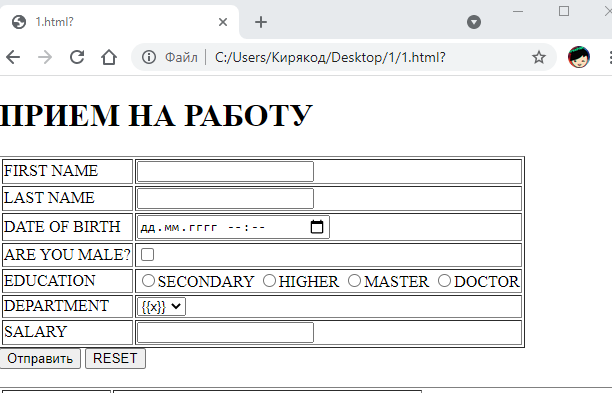 1.html?
Файл | C:/Users/Кирякод/Desktop/1/1.html?
ПРИЕМ НА РАБОТУ
FIRST NAME
LAST NAME
DATE OF BIRTH дд.мм.гггг --:--
ARE YOU MALE?
EDUCATION SECONDARY HIGHER MASTER DOCTOR
DEPARTMENT {{x}}
SALARY
Отправить RESET